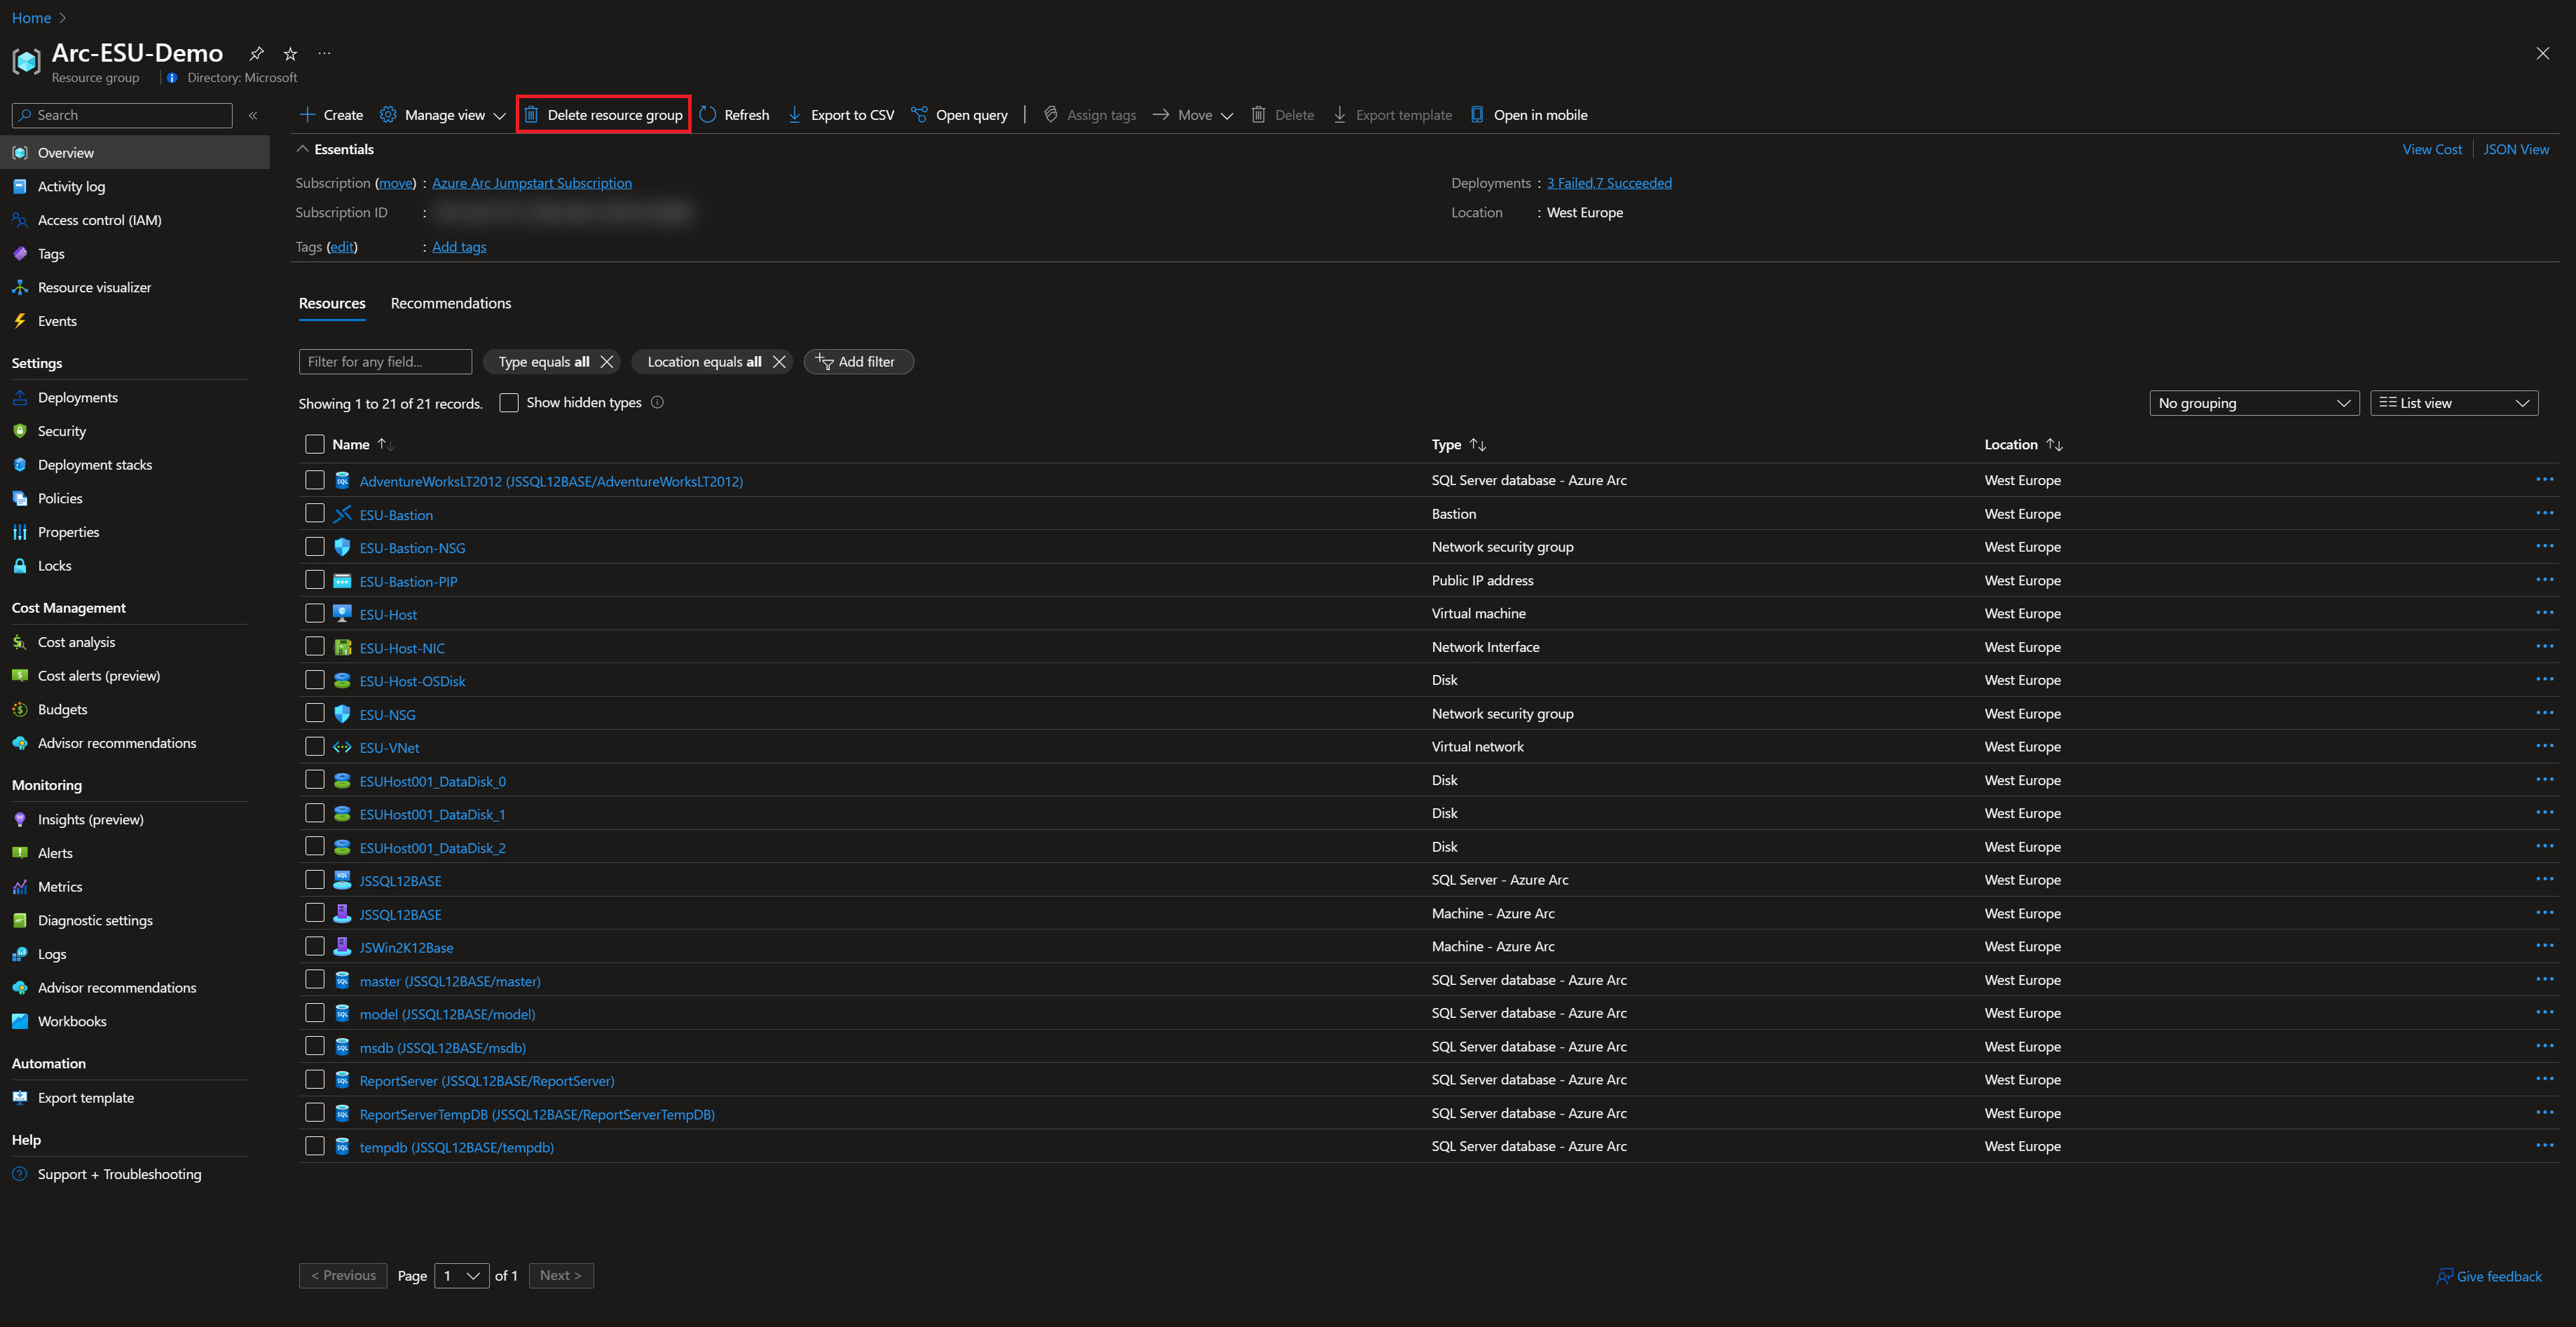 Home >
Arc-ESU-Demo
Resource group
Directory: Microsoft
Search
Create
Manage view
Delete resource group
Refresh
Export to CSV
Open query
Assign tags
Move
Delete
Export template
Open in mobile
Overview
Activity log
Access control (IAM)
Tags
Resource visualizer
Events
Settings
Deployments
Security
Deployment stacks
Policies
Properties
Locks
Cost Management
Cost analysis
Cost alerts (preview)
Budgets
Advisor recommendations
Monitoring
Insights (preview)
Alerts
Metrics
Diagnostic settings
Logs
Advisor recommendations
Workbooks
Automation
Export template
Help
Support + Troubleshooting
Essentials
View Cost
JSON View
Subscription (move) : Azure Arc Jumpstart Subscription
Deployments : 3 Failed,7 Succeeded
Subscription ID :
Location : West Europe
Tags (edit) : Add tags
Resources
Recommendations
Filter for any field...
Type equals all
Location equals all
Add filter
Showing 1 to 21 of 21 records.
Show hidden types
No grouping
List view
Name Type Location
AdventureWorksLT2012 (JSSQL12BASE/AdventureWorksLT2012) SQL Server database - Azure Arc West Europe
ESU-Bastion Bastion West Europe
ESU-Bastion-NSG Network security group West Europe
ESU-Bastion-PIP Public IP address West Europe
ESU-Host Virtual machine West Europe
ESU-Host-NIC Network Interface West Europe
ESU-Host-OSDisk Disk West Europe
ESU-NSG Network security group West Europe
ESU-VNet Virtual network West Europe
ESUHost001_DataDisk_0 Disk West Europe
ESUHost001_DataDisk_1 Disk West Europe
ESUHost001_DataDisk_2 Disk West Europe
JSSQL12BASE SQL Server - Azure Arc West Europe
JSSQL12BASE Machine - Azure Arc West Europe
JSWin2K12Base Machine - Azure Arc West Europe
master (JSSQL12BASE/master) SQL Server database - Azure Arc West Europe
model (JSSQL12BASE/model) SQL Server database - Azure Arc West Europe
msdb (JSSQL12BASE/msdb) SQL Server database - Azure Arc West Europe
ReportServer (JSSQL12BASE/ReportServer) SQL Server database - Azure Arc West Europe
ReportServerTempDB (JSSQL12BASE/ReportServerTempDB) SQL Server database - Azure Arc West Europe
tempdb (JSSQL12BASE/tempdb) SQL Server database - Azure Arc West Europe
< Previous Page 1 of 1 Next >
Give feedback